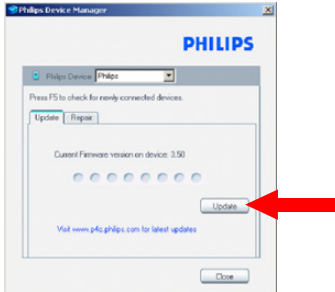 Philips Device Manager
PHILIPS
Philips Device Philips
Press F5 to check for newly connected devices.
Update Repair
Current Firmware version on device: 3.50
Update
Visit www.p4c.philips.com for latest updates
Close